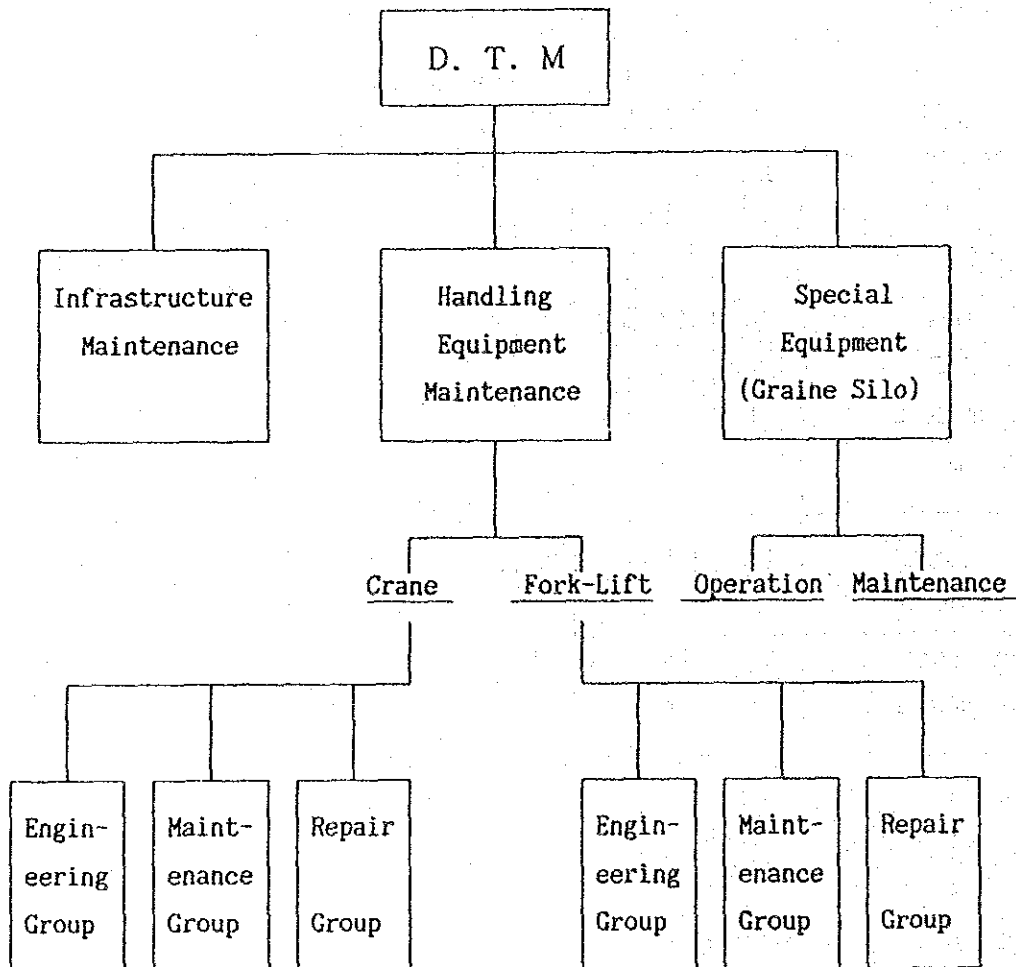 D. T. M
Infrastructure
Maintenance
Handling
Equipment
Maintenance
Special
Equipment
(Graine Silo)
Crane
Fork-Lift
Operation
Maintenance
Engin-
eering
Group
Maint-
enance
Group
Repair
Group
Engin-
eering
Group
Maint-
enance
Group
Repair
Group